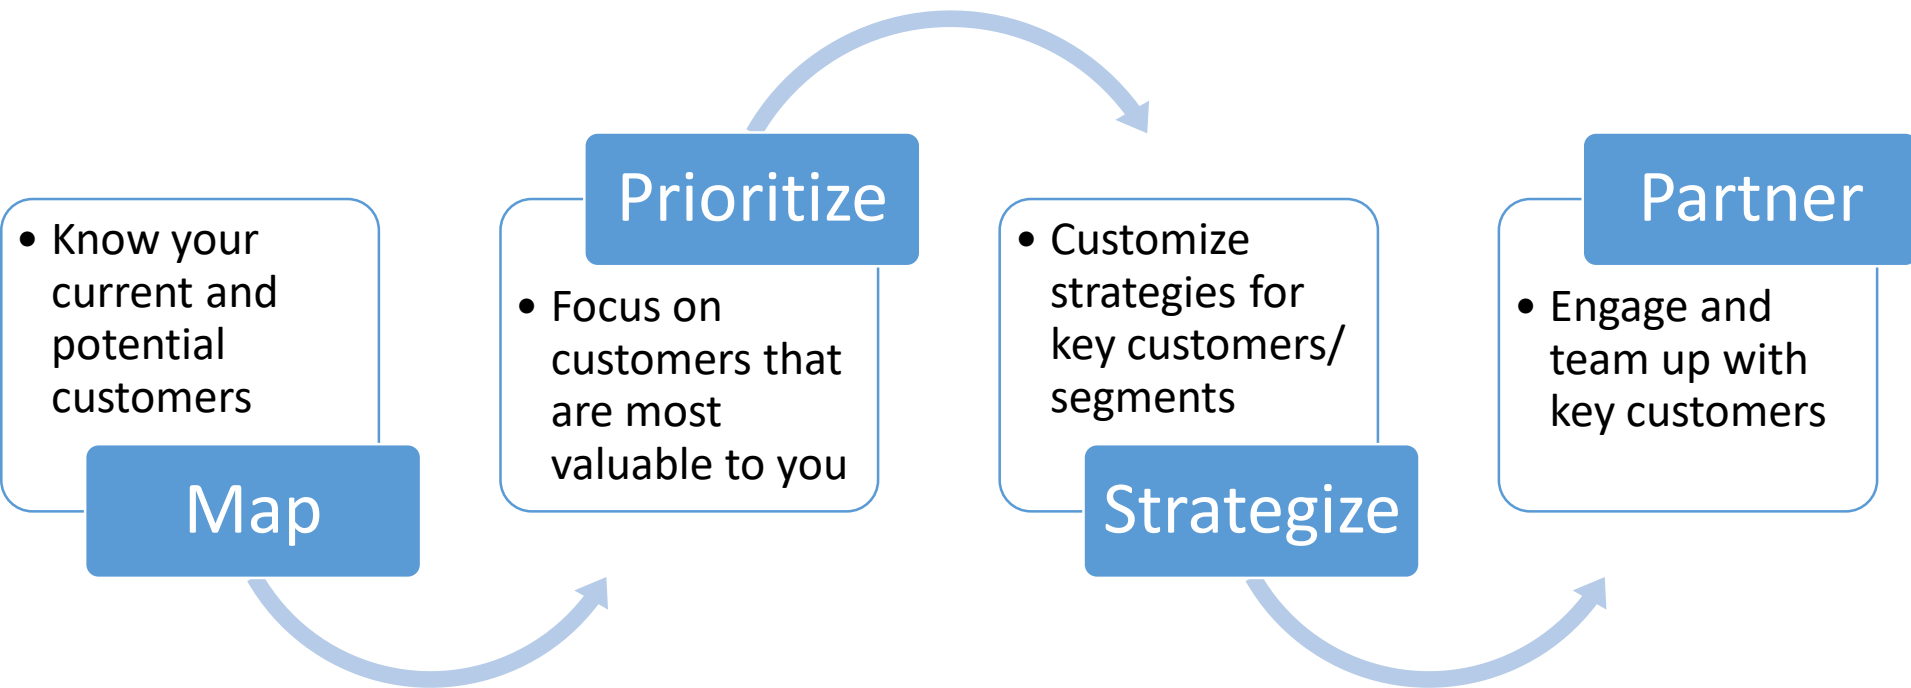 • Know your
current and
potential
customers
Map
Prioritize
• Focus on
customers that
are most
valuable to you
• Customize
strategies for
key customers/
segments
Strategize
Partner
• Engage and
team up with
key customers